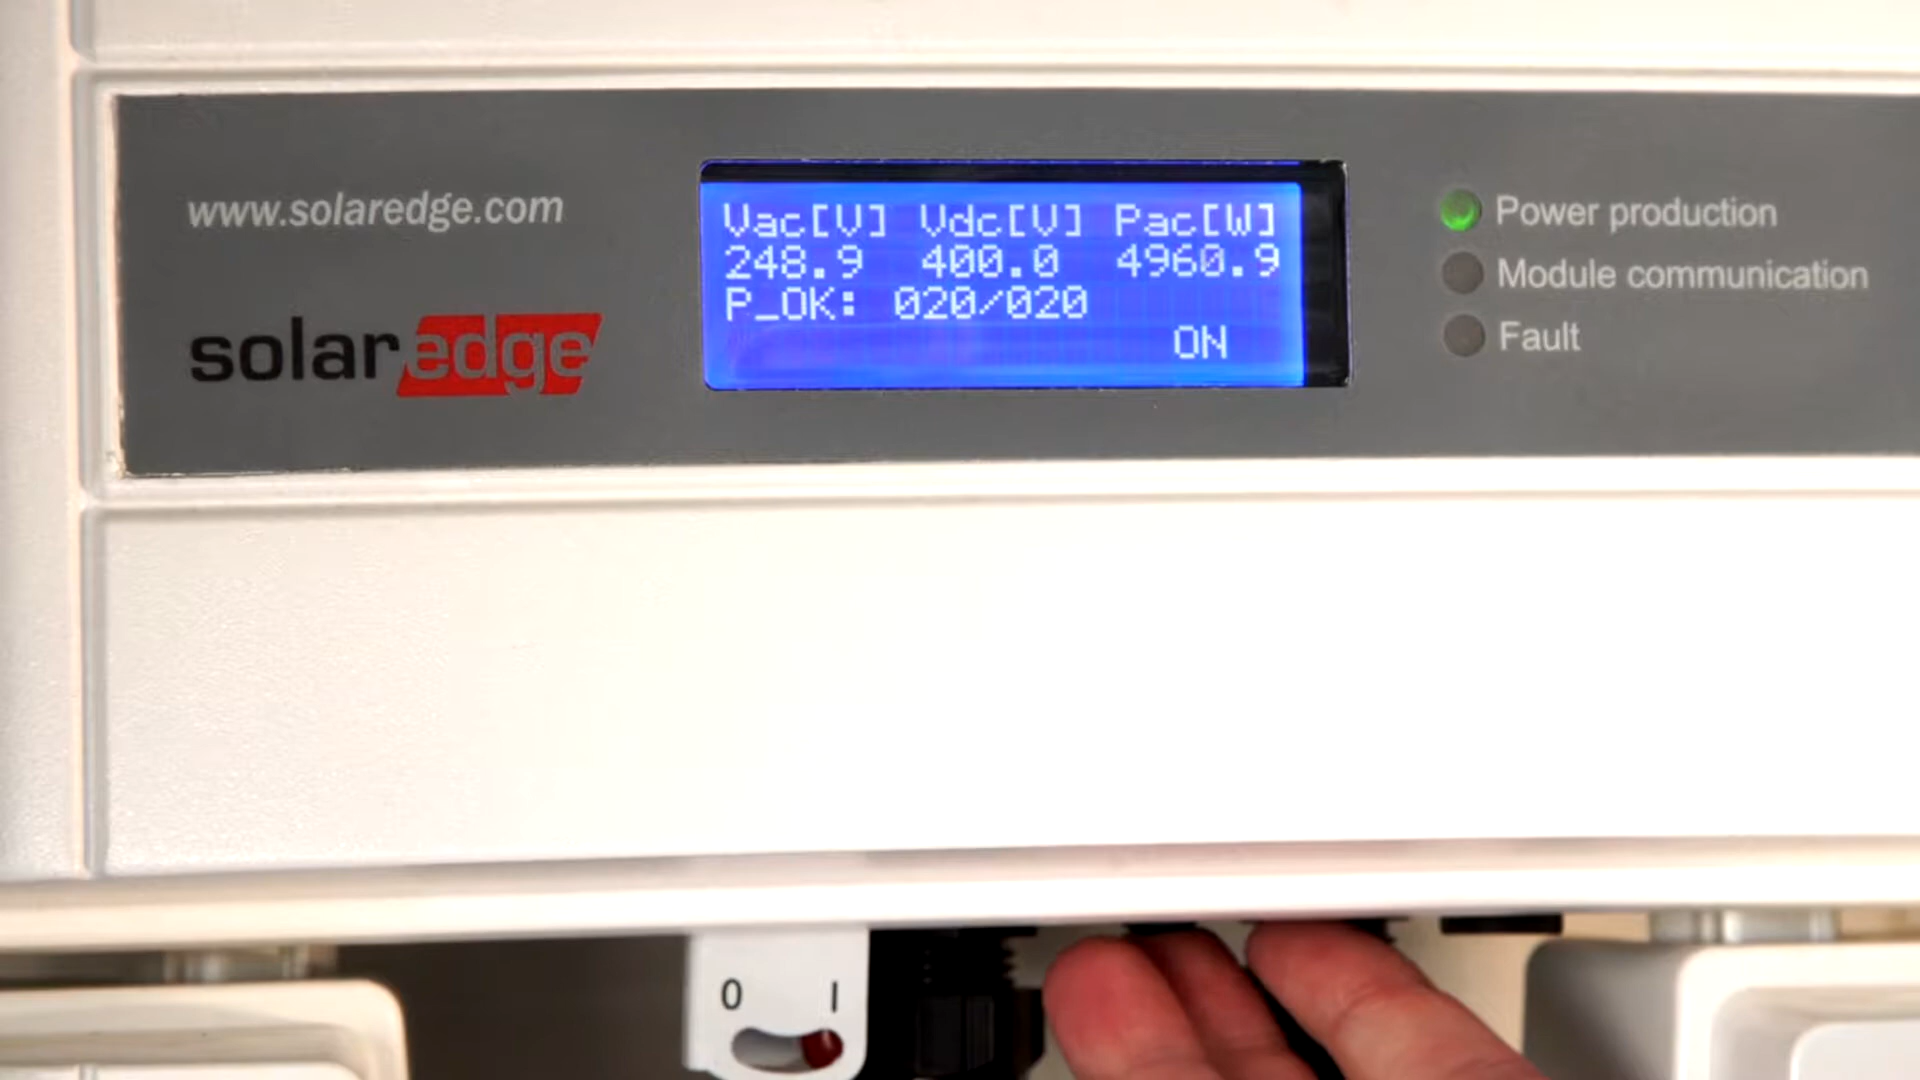 www.solaredge.com
solaredge
Vac[V] Vdc[V] Pac[W]
248.9 400.0 4960.9
P_OK: 020/020
ON
Power production
Module communication
Fault
0 I